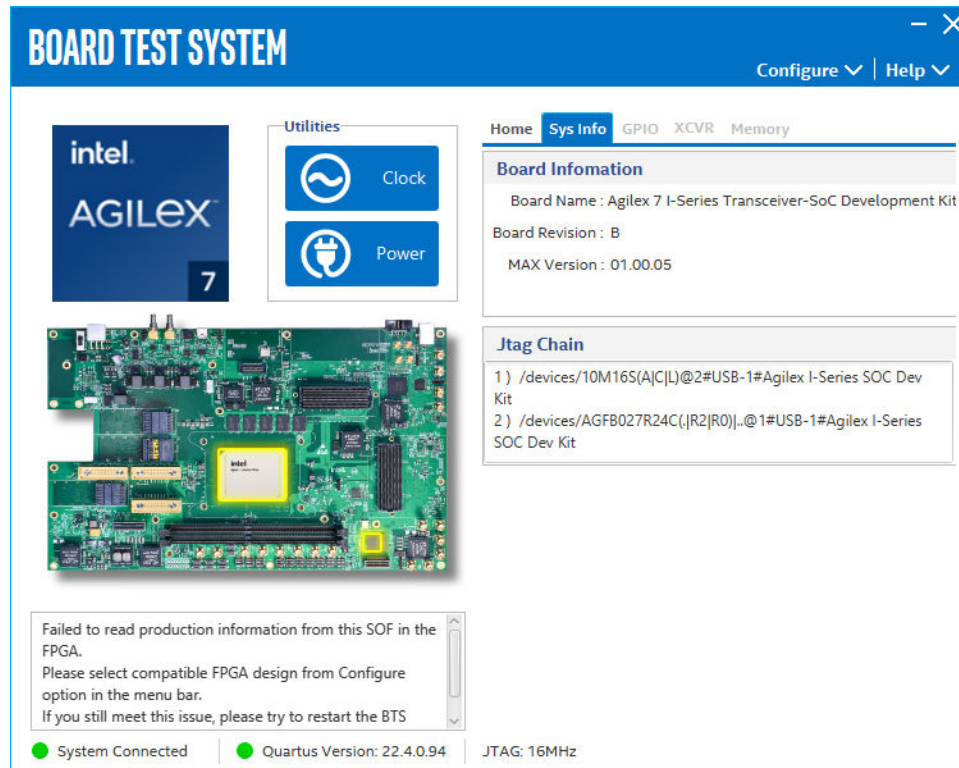 BOARD TEST SYSTEM
Configure
Help
intel.
AGILEX
7
Utilities
Clock
Power
Home Sys Info GPIO XCVR Memory
Board Infomation
Board Name : Agilex 7 I-Series Transceiver-SoC Development Kit
Board Revision : B
MAX Version : 01.00.05
Jtag Chain
1 ) /devices/10M16S(A|C|L)@2#USB-1#Agilex I-Series SOC Dev
Kit
2 ) /devices/AGFB027R24C(.|R2|R0)|..@1#USB-1#Agilex I-Series
SOC Dev Kit
intel
Failed to read production information from this SOF in the
FPGA.
Please select compatible FPGA design from Configure
option in the menu bar.
If you still meet this issue, please try to restart the BTS
System Connected
Quartus Version: 22.4.0.94
JTAG: 16MHz